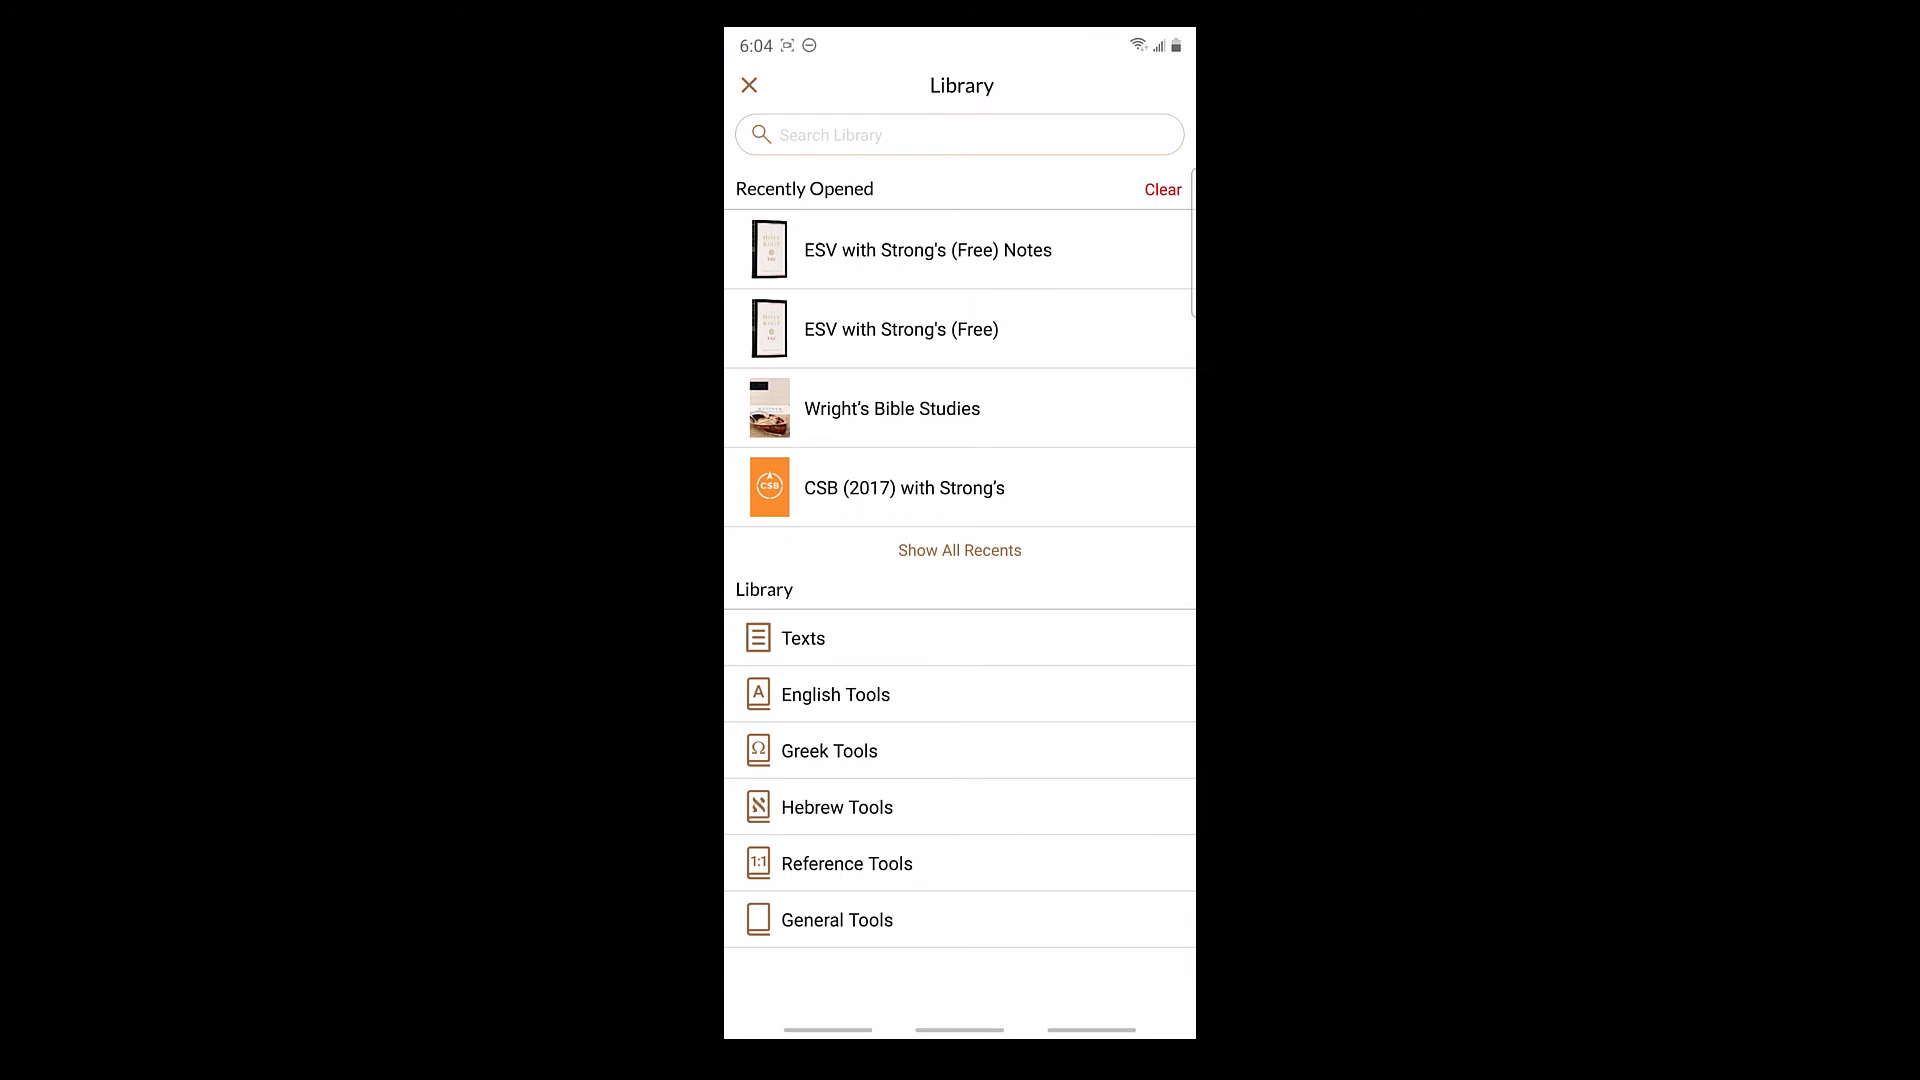 6:04
Library
Search Library
Recently Opened
Clear
ESV with Strong's (Free) Notes
ESV with Strong's (Free)
Wright’s Bible Studies
CSB
CSB (2017) with Strong’s
Show All Recents
Library
Texts
A
English Tools
Ω
Greek Tools
א
Hebrew Tools
1:1
Reference Tools
General Tools